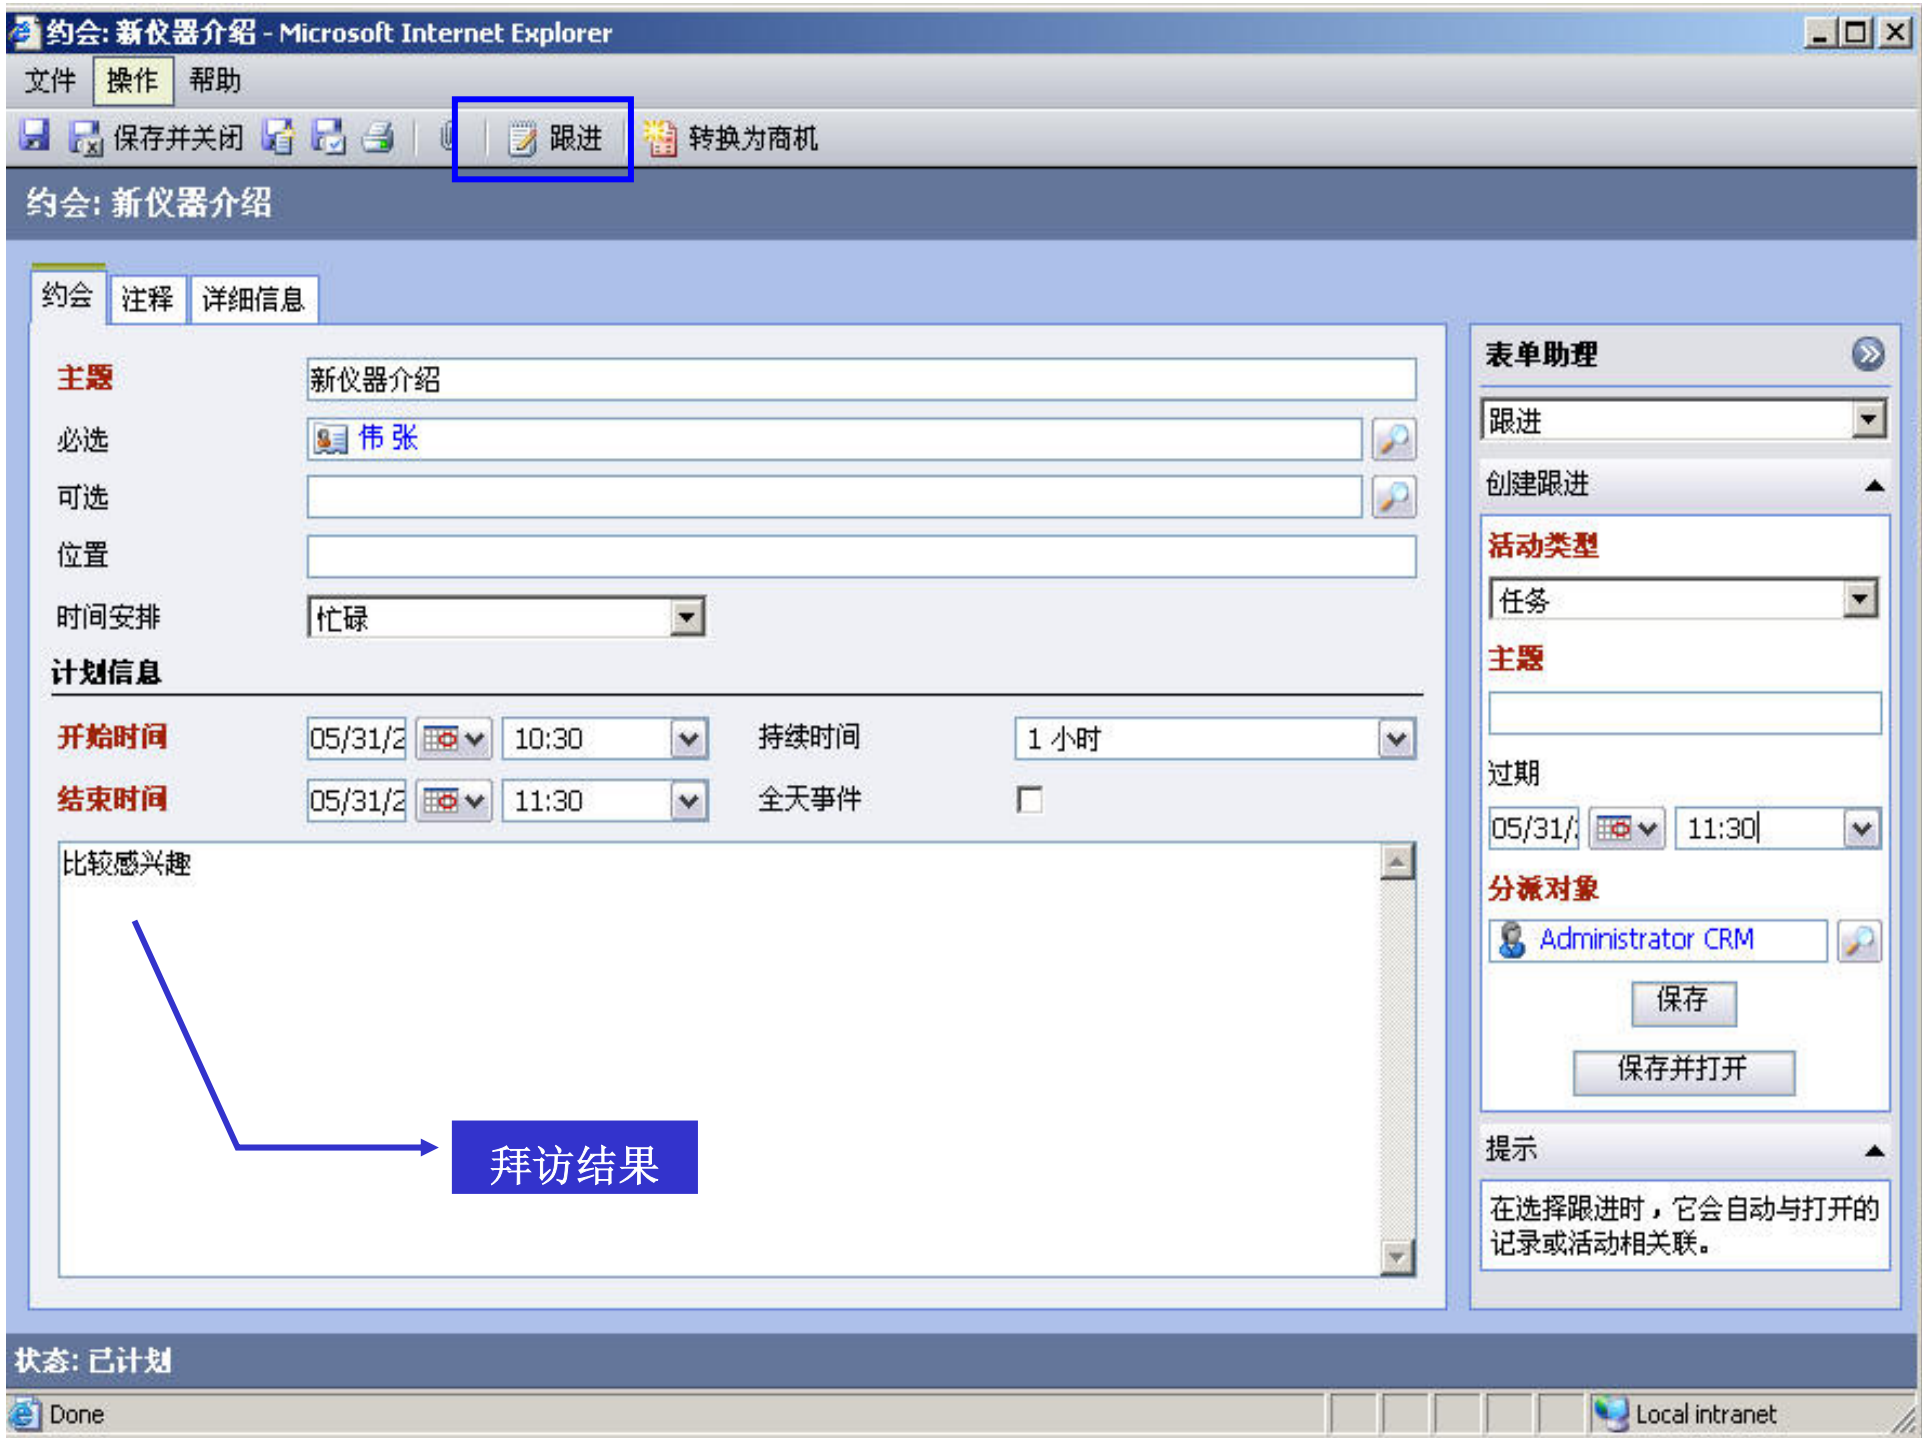 约会: 新仪器介绍 - Microsoft Internet Explorer
文件 操作 帮助
保存并关闭 跟进 转换为商机
约会: 新仪器介绍
约会 注释 详细信息
主题 新仪器介绍
必选 伟 张
可选
位置
时间安排 忙碌
计划信息
开始时间 05/31/2 10:30 持续时间 1 小时
结束时间 05/31/2 11:30 全天事件
比较感兴趣
拜访结果
表单助理
跟进
创建跟进
活动类型
任务
主题
过期
05/31/ 11:30
分派对象
Administrator CRM
保存
保存并打开
提示
在选择跟进时，它会自动与打开的
记录或活动相关联。
状态: 已计划
Done Local intranet